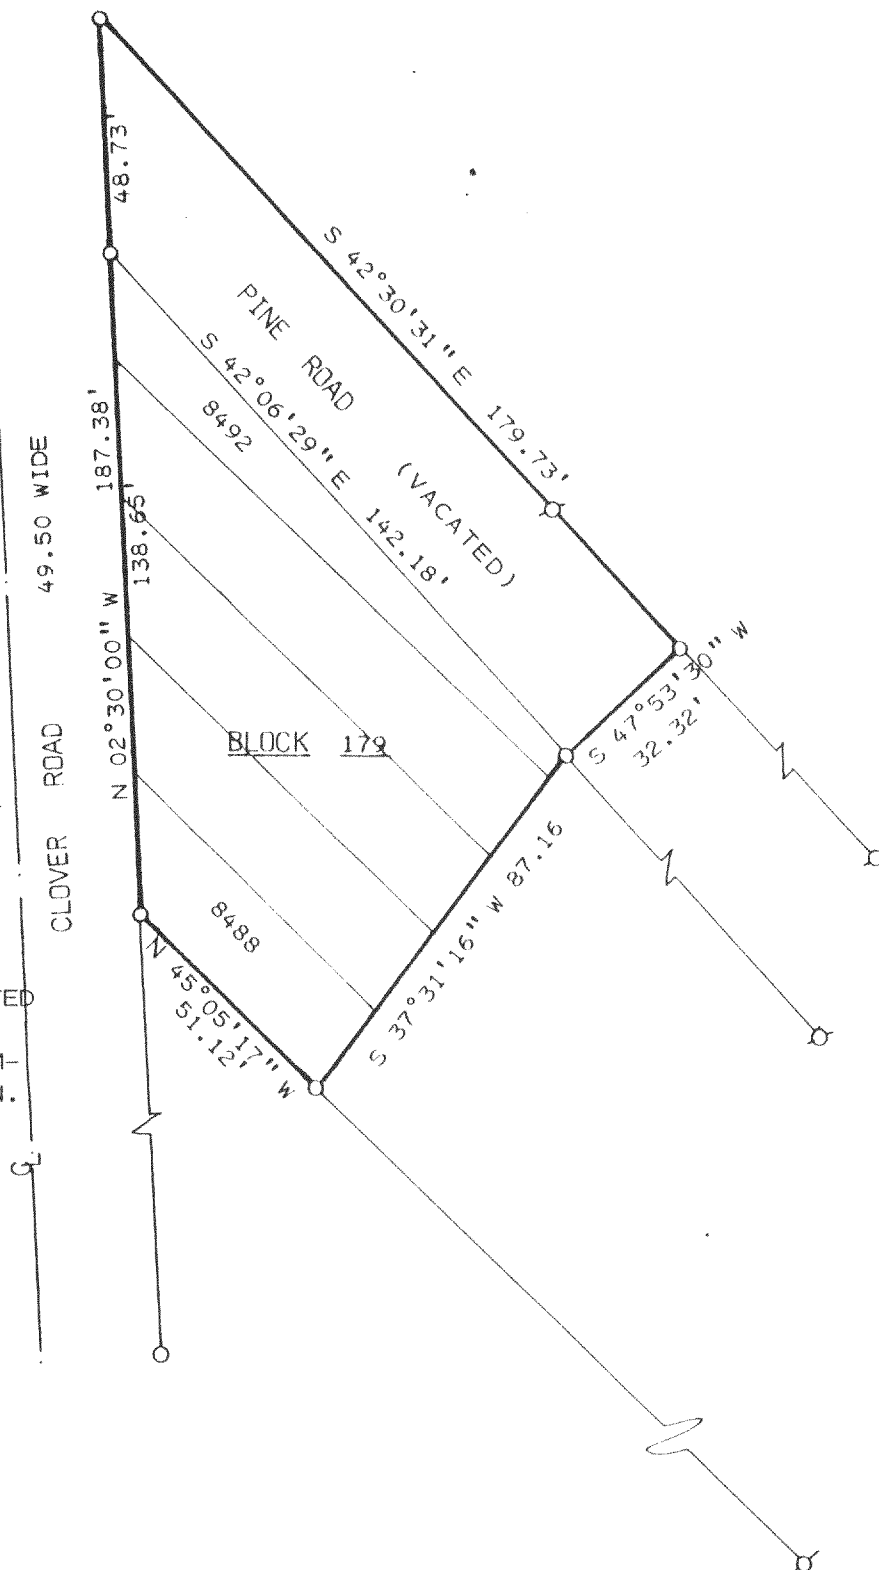 48.73'
S 42°30'31" E 179.73'
PINE ROAD (VACATED)
S 42°06'29" E 142.18'
8492
187.38'
138.65'
49.50 WIDE
N 02°30'00" W
BLOCK 179
S 47°53'30" W
32.32'
CLOVER ROAD
S 37°31'16" W 87.16
8488
N 45°05'17" W
51.12'
TED